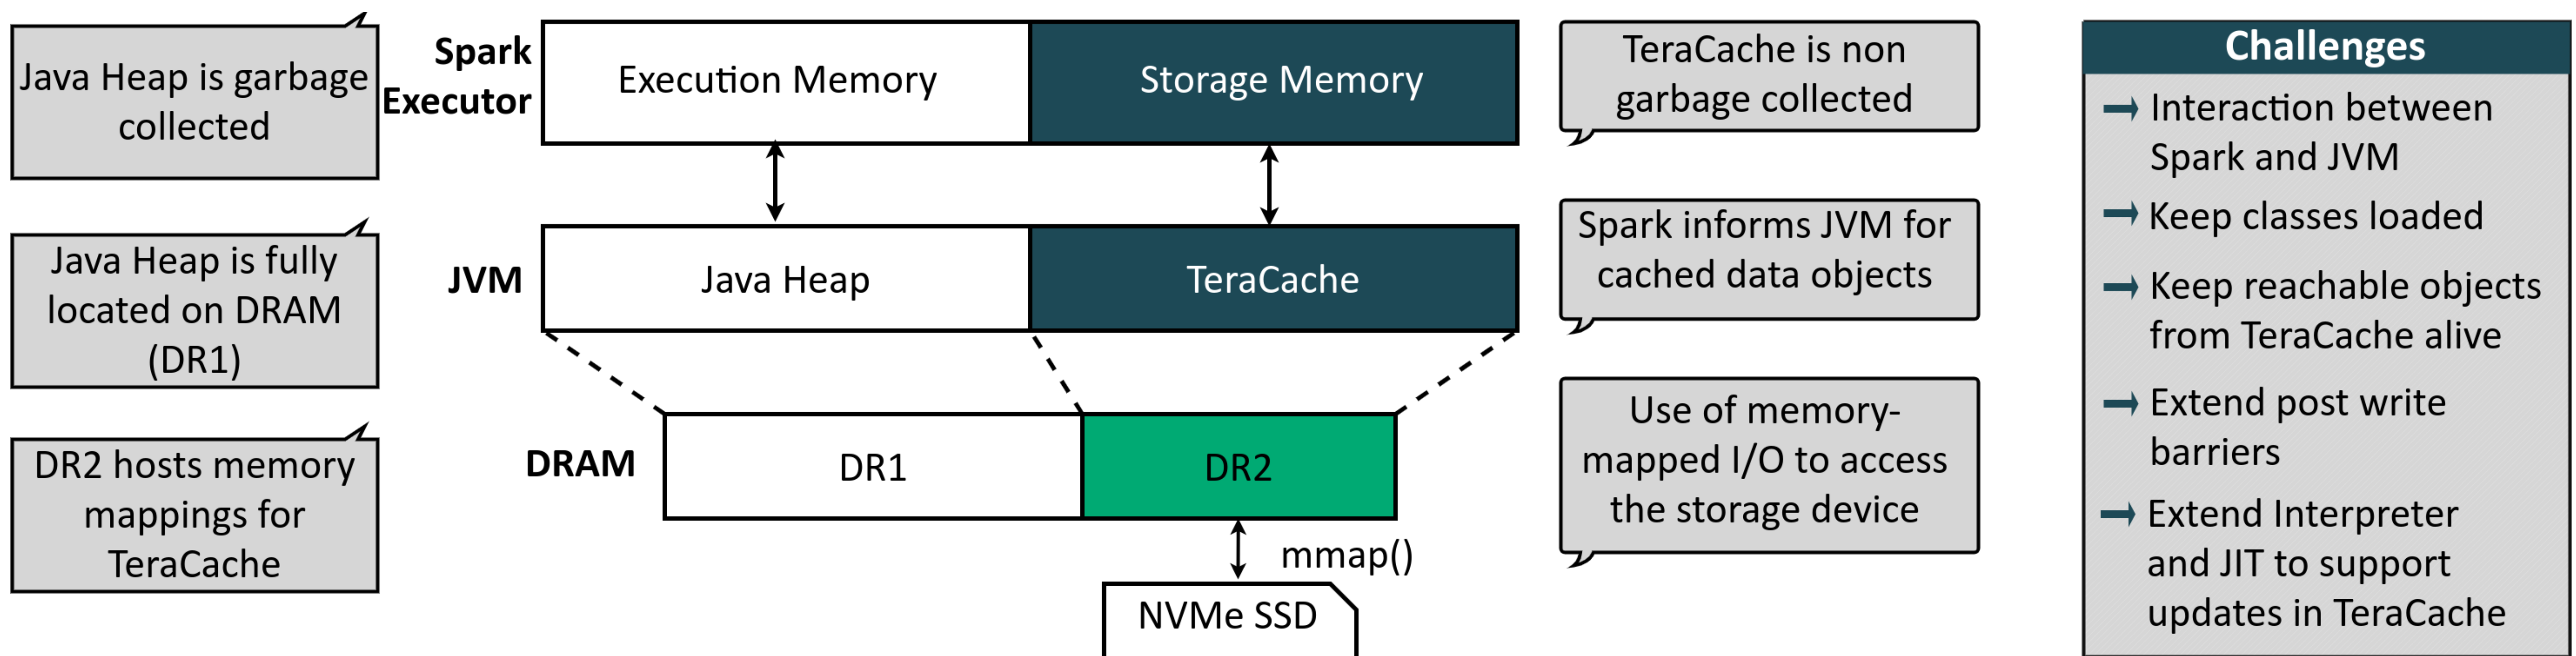 Java Heap is garbage
collected
Java Heap is fully
located on DRAM
(DR1)
DR2 hosts memory
mappings for
TeraCache
Spark
Executor
Execution Memory
Storage Memory
JVM
Java Heap
TeraCache
DRAM
DR1
DR2
mmap()
NVMe SSD
TeraCache is non
garbage collected
Spark informs JVM for
cached data objects
Use of memory-
mapped I/O to access
the storage device
Challenges
Interaction between
Spark and JVM
Keep classes loaded
Keep reachable objects
from TeraCache alive
Extend post write
barriers
Extend Interpreter
and JIT to support
updates in TeraCache